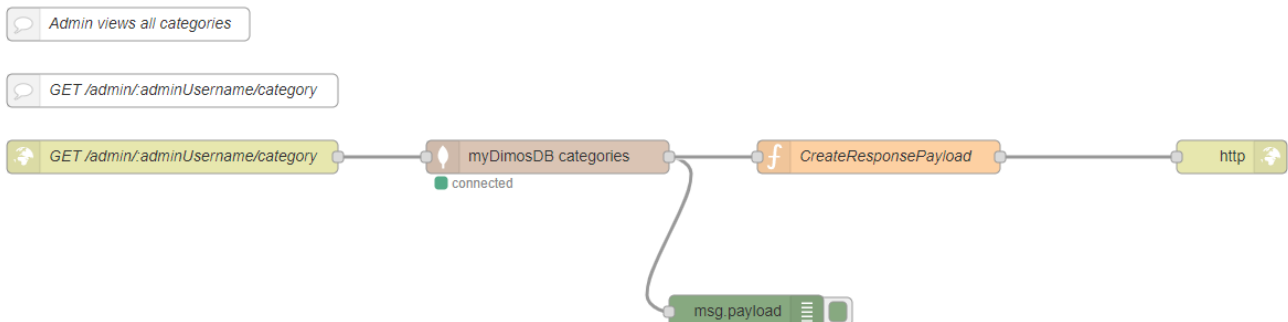 Admin views all categories
GET /admin/:adminUsername/category
GET /admin/:adminUsername/category
myDimosDB categories
CreateResponsePayload
http
connected
msg.payload